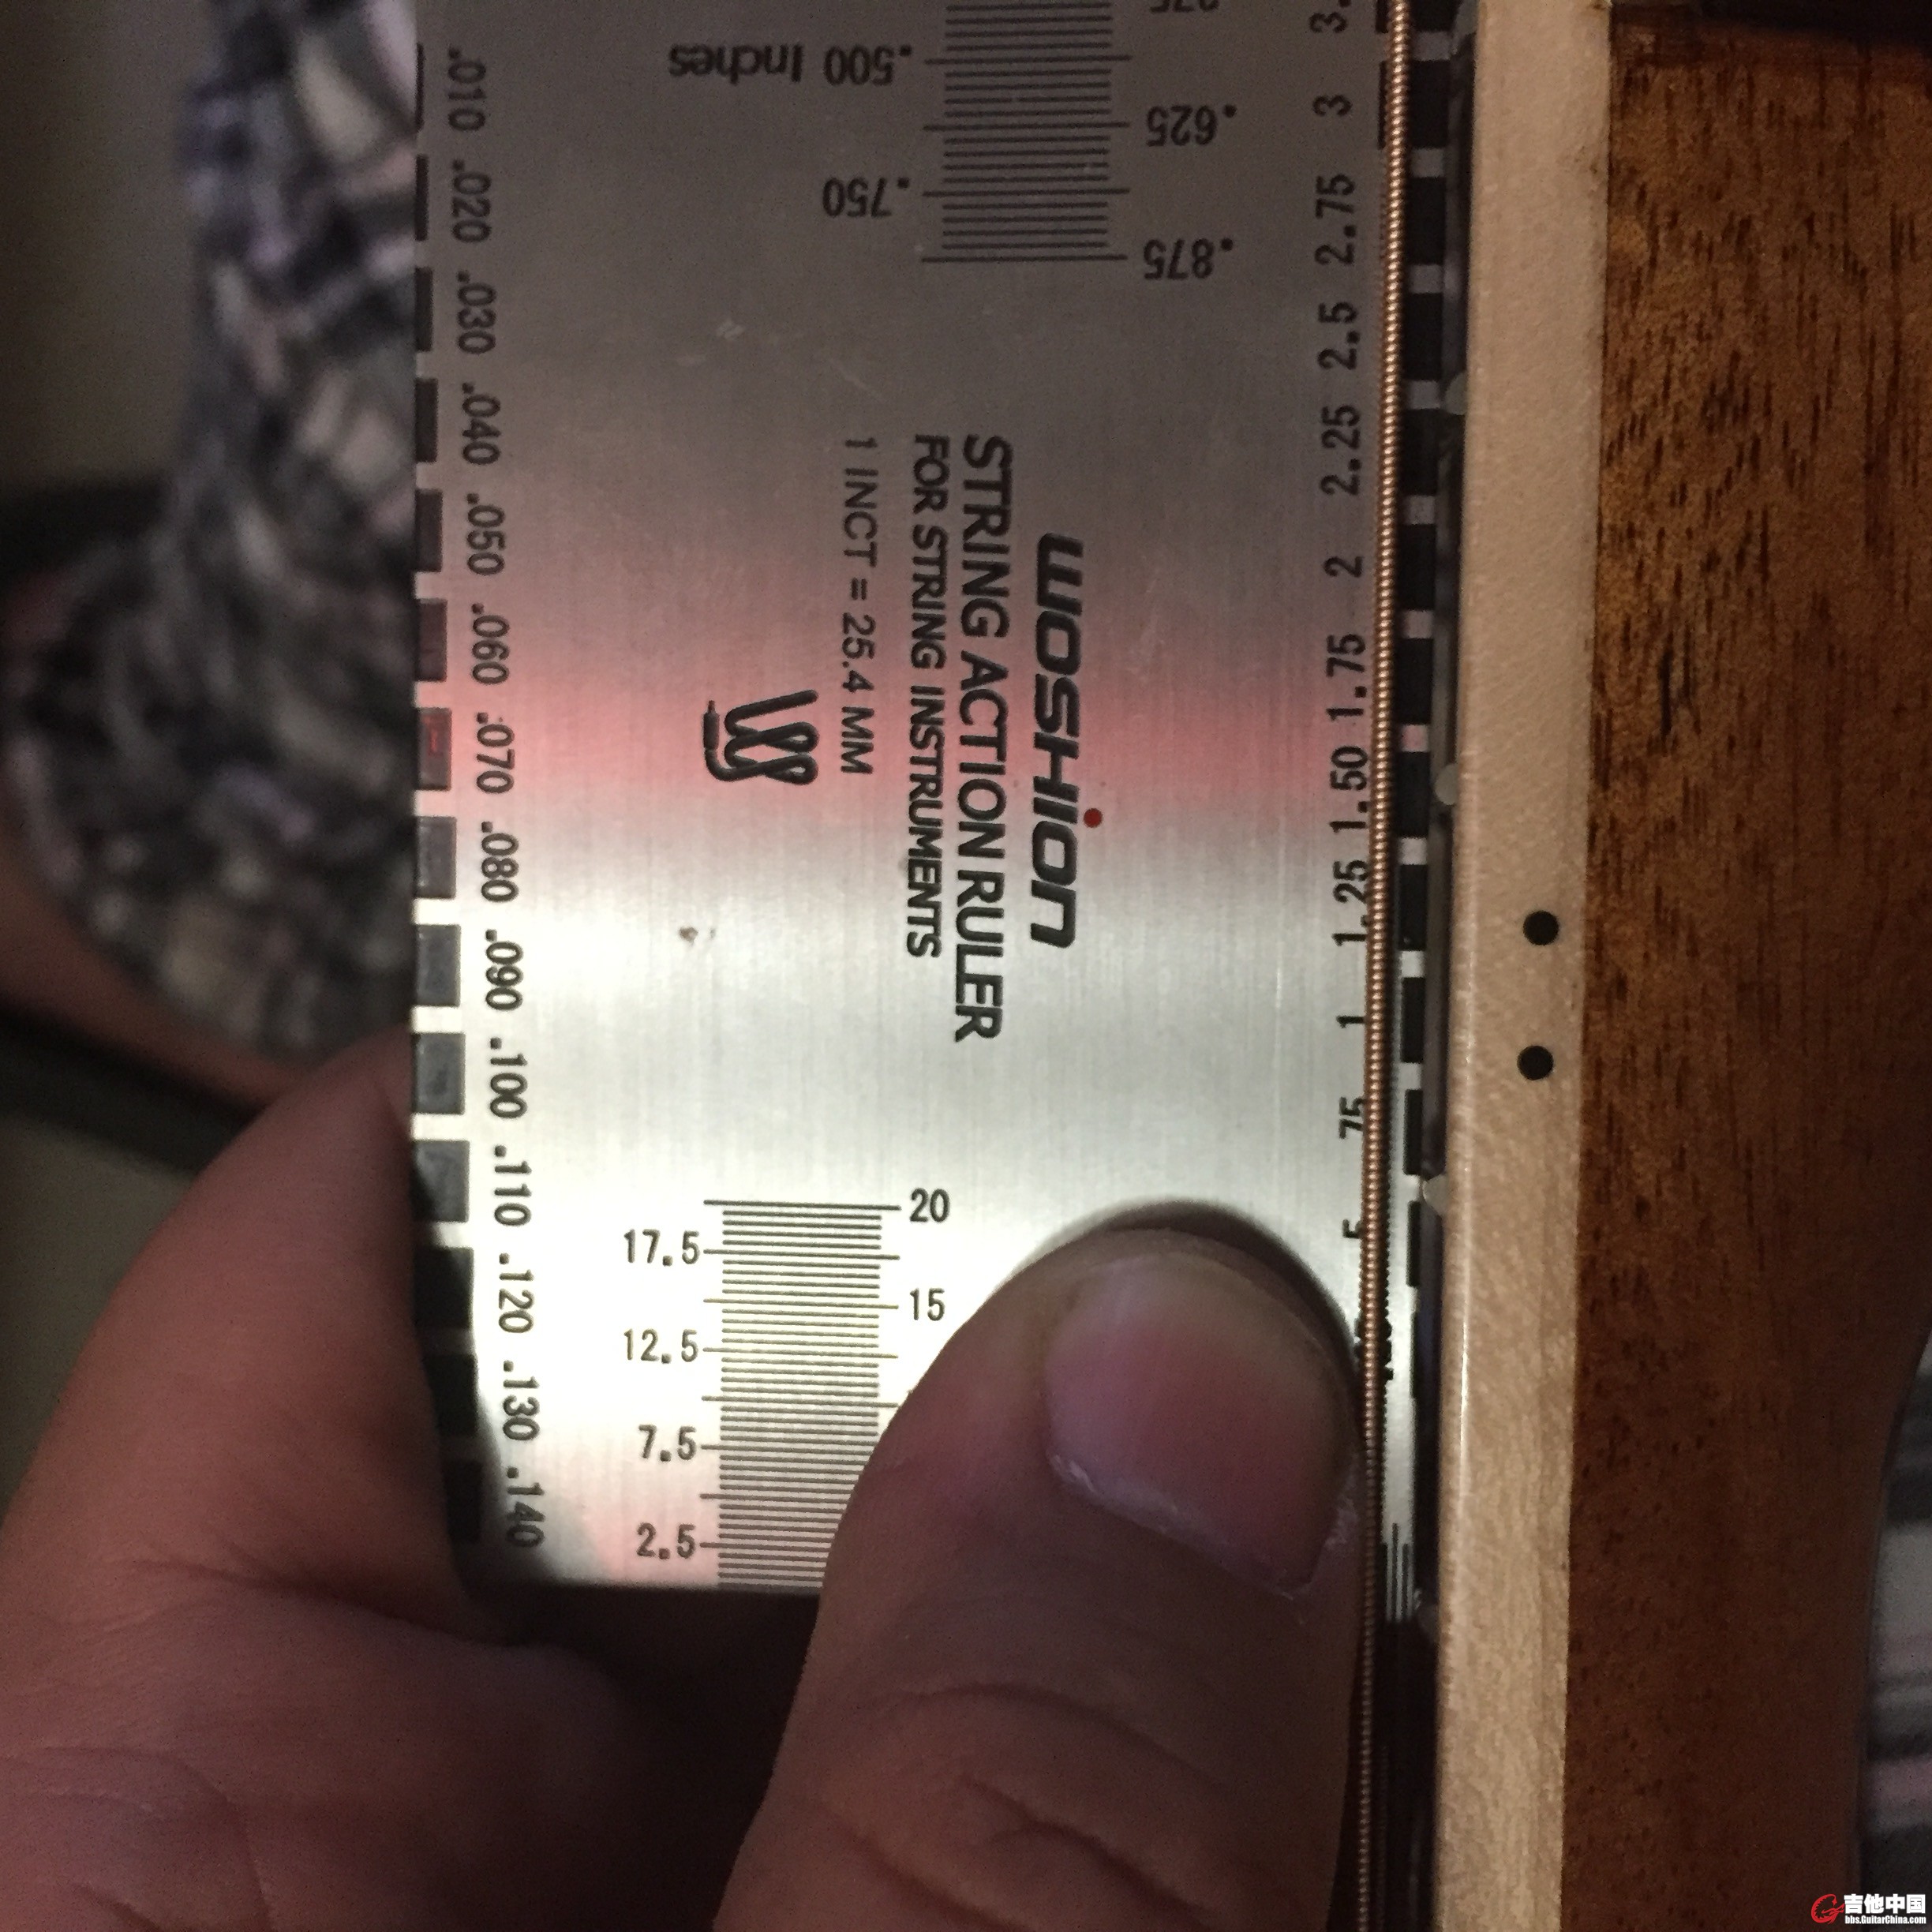 woshion
STRING ACTION RULER
FOR STRING INSTRUMENTS
1 INCT = 25.4 MM
.010 .020 .030 .040 .050 .060 .070 .080 .090 .100 .110 .120 .130 .140
.500 Inches
.625
.750
.875
3 2.75 2.5 2.25 2 1.75 1.50 1.25 1 .75 .5
20
17.5
15
12.5
7.5
2.5
吉他中国
bbs.GuitarChina.com